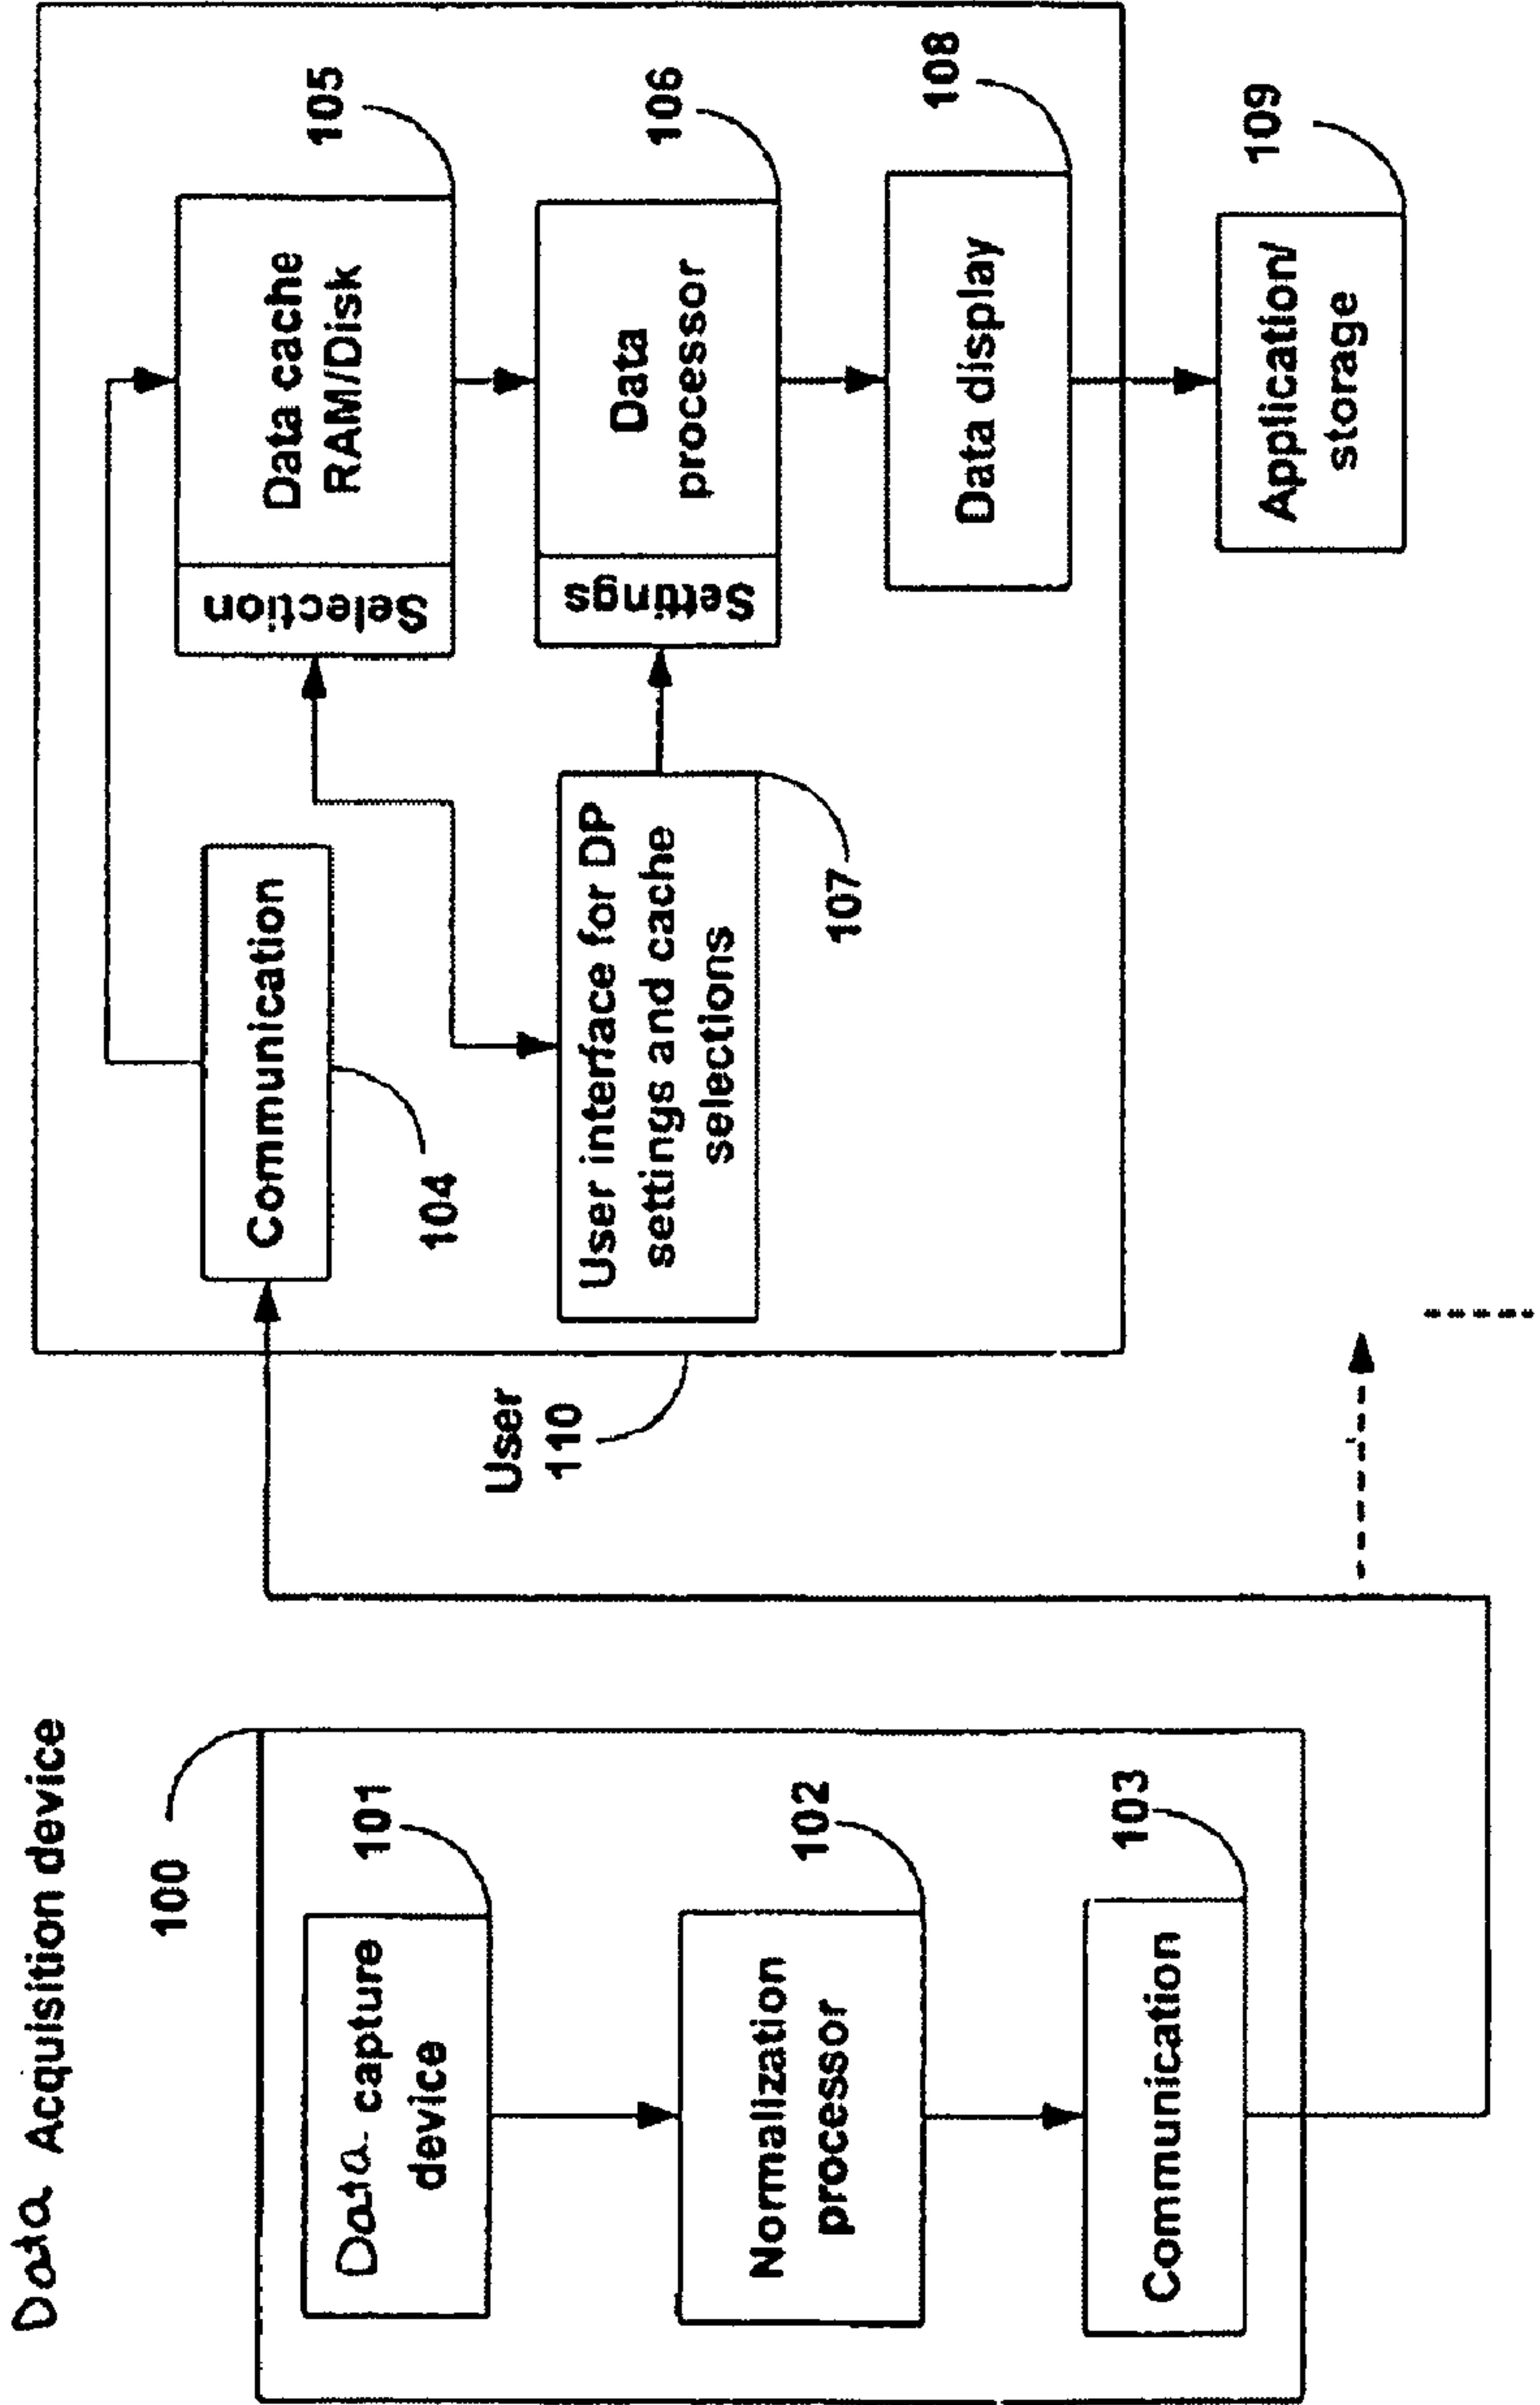 Data Acquisition device
100
Data capture
device
101
Normalization
processor
102
Communication
103
User
110
Communication
104
Selection
Data cache
RAM/Disk
105
User interface for DP
settings and cache
selections
107
Settings
Data
processor
106
Data display
108
Application/
storage
109